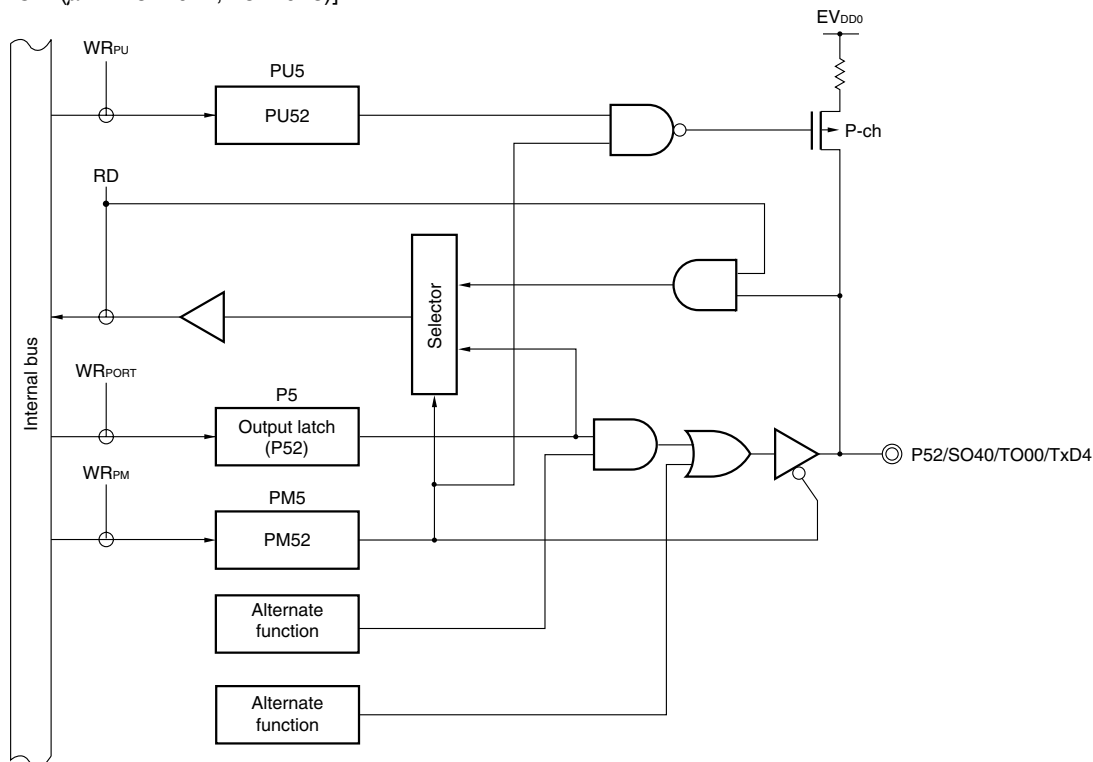 EVDD0
WRPU
PU5
PU52
P-ch
RD
Selector
Internal bus
WRPORT
P5
Output latch
(P52)
P52/SO40/TO00/TxD4
WRPM
PM5
PM52
Alternate
function
Alternate
function